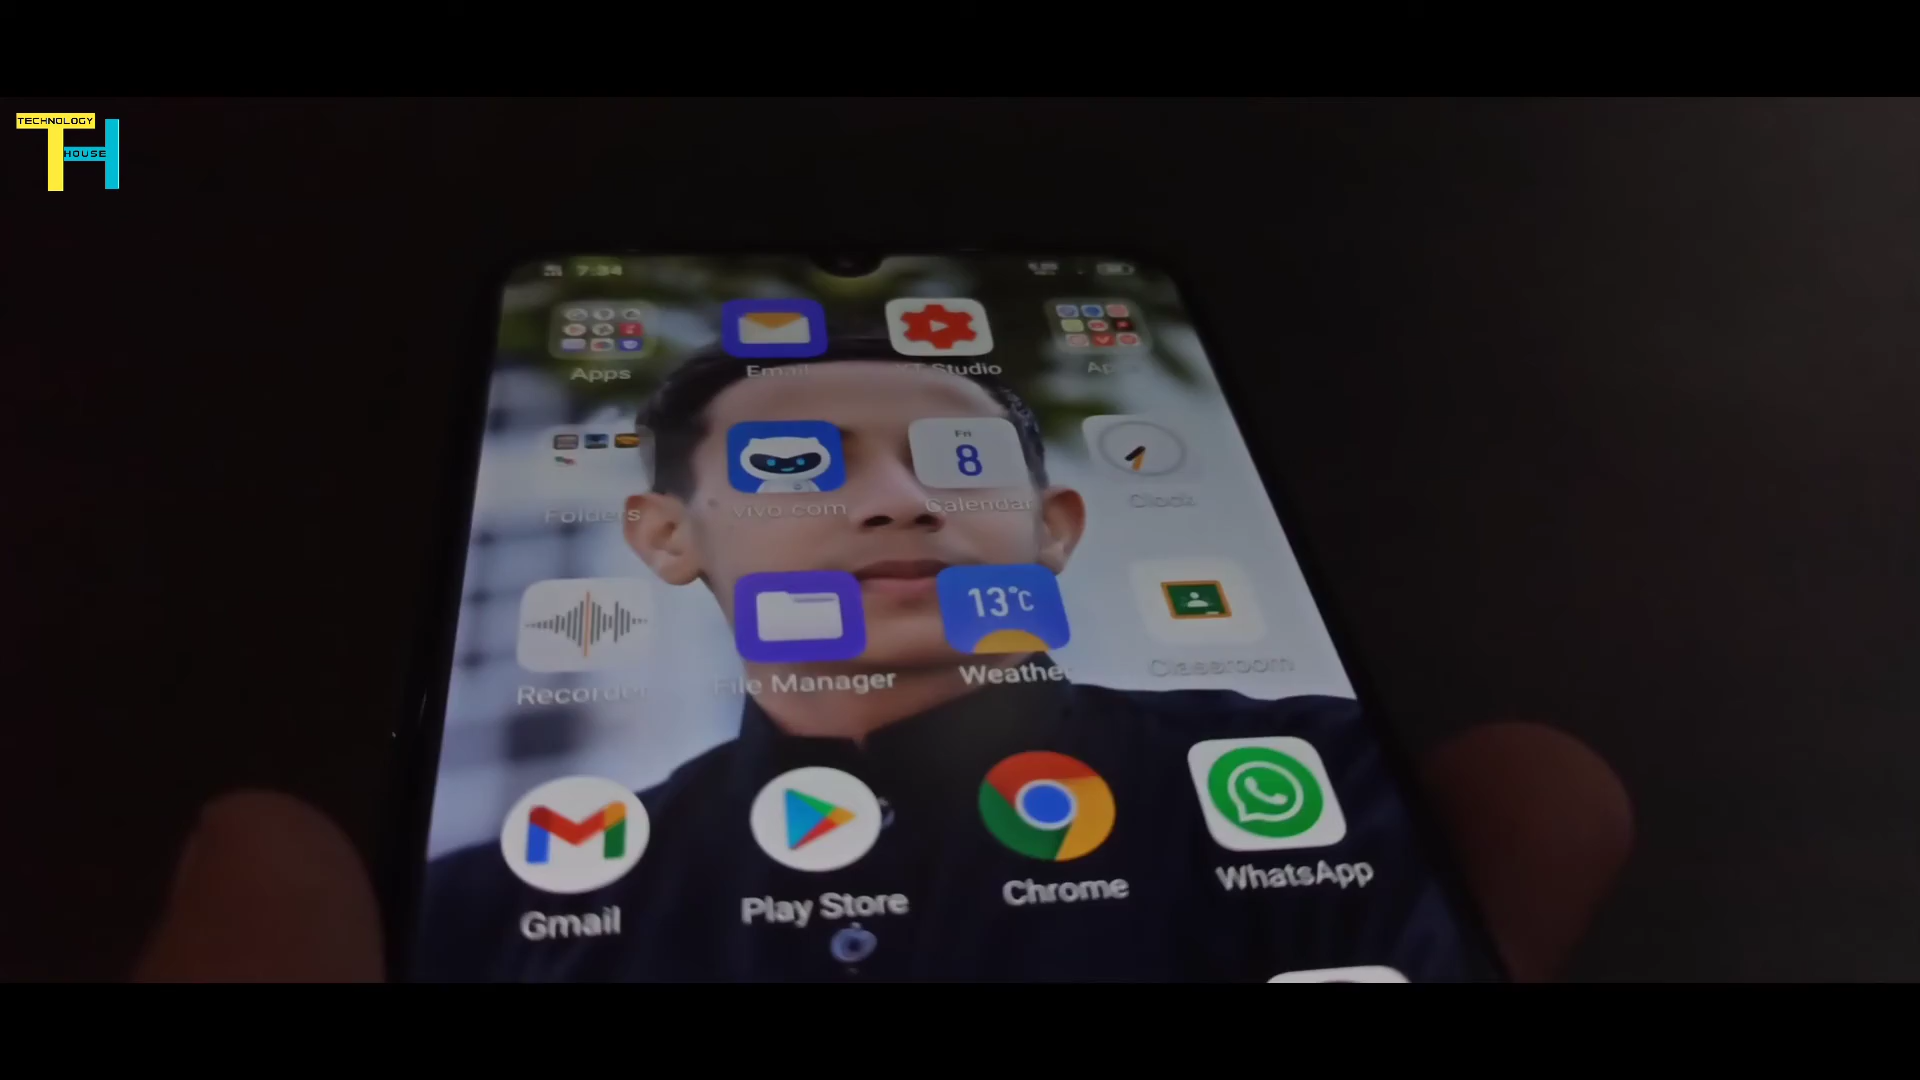 TECHNOLOGY
HOUSE
7:34
Apps
Email
YT Studio
Folders
vivo.com
Fri
8
Calendar
Clock
13°C
Recorder
File Manager
Weather
Classroom
Gmail
Play Store
Chrome
WhatsApp